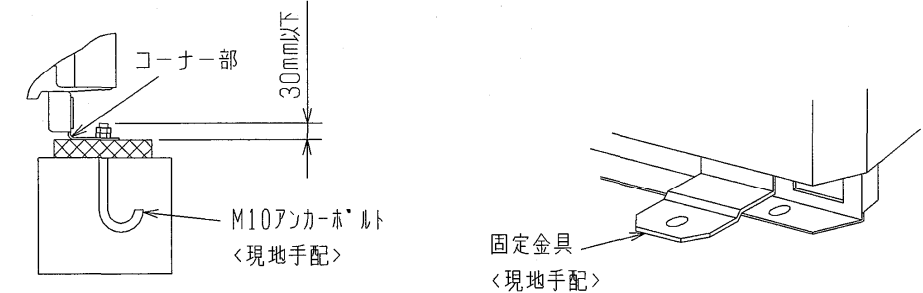 コーナー部
30mm以下
M10アンカーボルト
<現地手配>
固定金具
<現地手配>